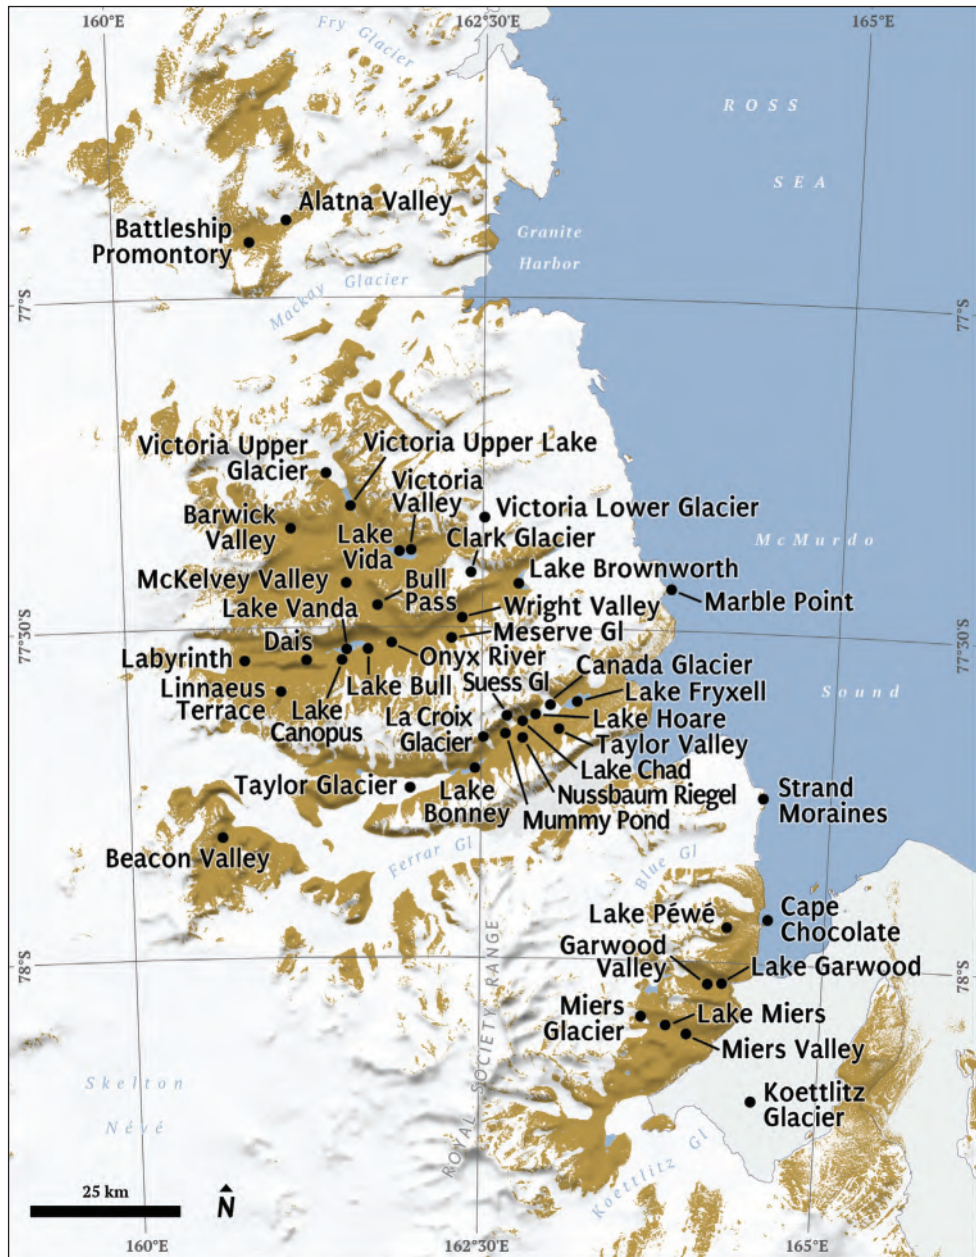 160°E
162°30'E
165°E
Fry Glacier
ROSS
SEA
Alatna Valley
Battleship
Promontory
Granite
Harbor
Mackay Glacier
77°S
77°S
Victoria Upper
Glacier
Victoria Upper Lake
Victoria
Valley
Barwick
Valley
Lake
Vida
Victoria Lower Glacier
Clark Glacier
McMurdo
McKelvey Valley
Bull
Pass
Lake Brownworth
Marble Point
Lake Vanda
Wright Valley
77°30'S
77°30'S
Dais
Meserve Gl
Labyrinth
Onyx River
Canada Glacier
Linnaeus
Terrace
Lake
Canopus
Lake Bull
Suess Gl
Lake Fryxell
Sound
La Croix
Glacier
Lake Hoare
Taylor Valley
Lake Chad
Taylor Glacier
Lake
Bonney
Nussbaum Riegel
Mummy Pond
Strand
Moraines
Beacon Valley
Ferrar Gl
Blue Gl
Lake Péwé
Cape
Chocolate
Garwood
Valley
Lake Garwood
78°S
78°S
Miers
Glacier
Lake Miers
Miers Valley
ROYAL SOCIETY RANGE
Skelton
Névé
Koettlitz
Glacier
Koettlitz Gl
25 km
N
160°E
162°30'E
165°E